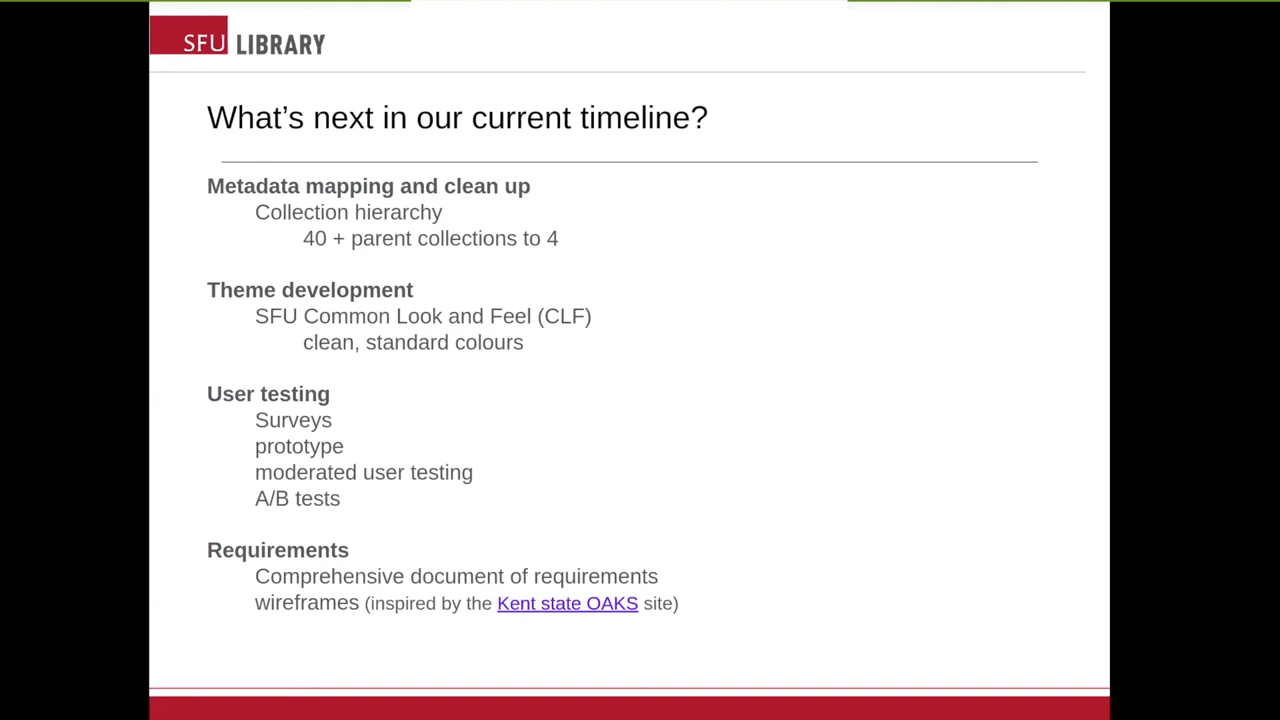 SFU LIBRARY
What’s next in our current timeline?
Metadata mapping and clean up
Collection hierarchy
40 + parent collections to 4
Theme development
SFU Common Look and Feel (CLF)
clean, standard colours
User testing
Surveys
prototype
moderated user testing
A/B tests
Requirements
Comprehensive document of requirements
wireframes (inspired by the Kent state OAKS site)